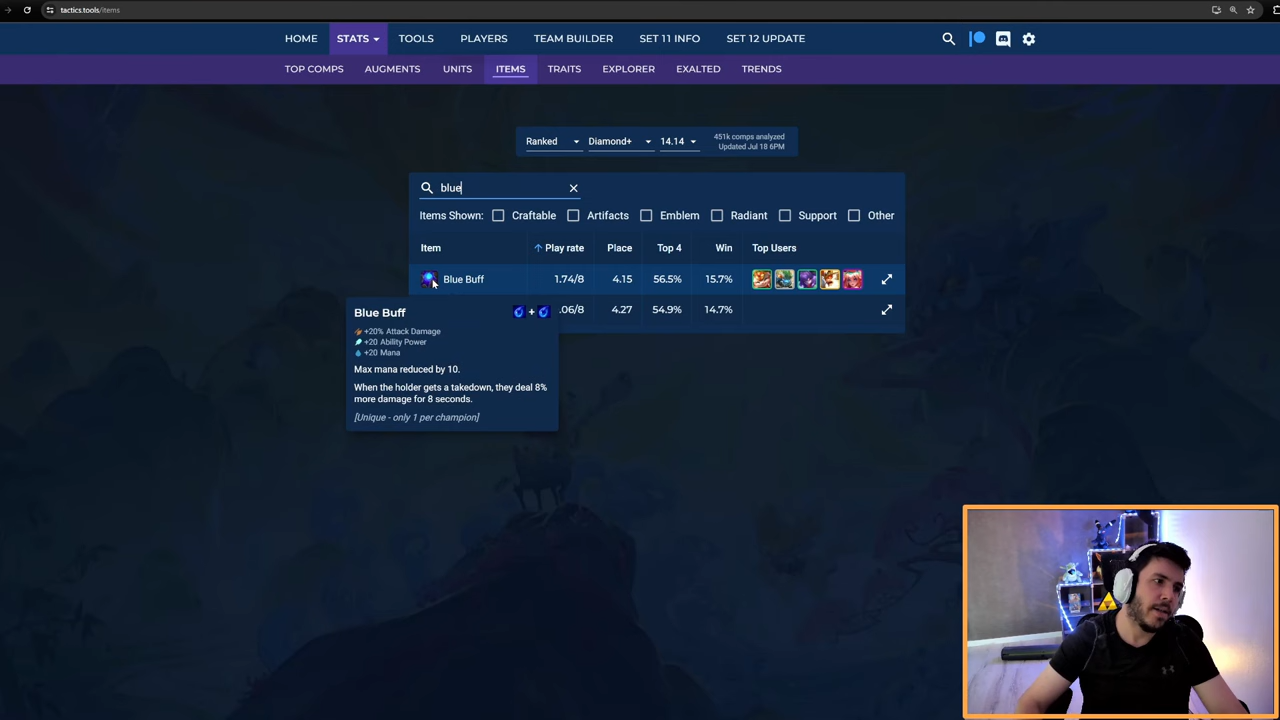 tactics.tools/items
HOME
STATS
TOOLS
PLAYERS
TEAM BUILDER
SET 11 INFO
SET 12 UPDATE
TOP COMPS
AUGMENTS
UNITS
ITEMS
TRAITS
EXPLORER
EXALTED
TRENDS
Ranked
Diamond+
14.14
451k comps analyzed
Updated Jul 18 6PM
blue
Items Shown: Craftable Artifacts Emblem Radiant Support Other
Item Play rate Place Top 4 Win Top Users
Blue Buff 1.74/8 4.15 56.5% 15.7%
.06/8 4.27 54.9% 14.7%
Blue Buff
+
+20% Attack Damage
+20 Ability Power
+20 Mana
Max mana reduced by 10.
When the holder gets a takedown, they deal 8%
more damage for 8 seconds.
[Unique - only 1 per champion]